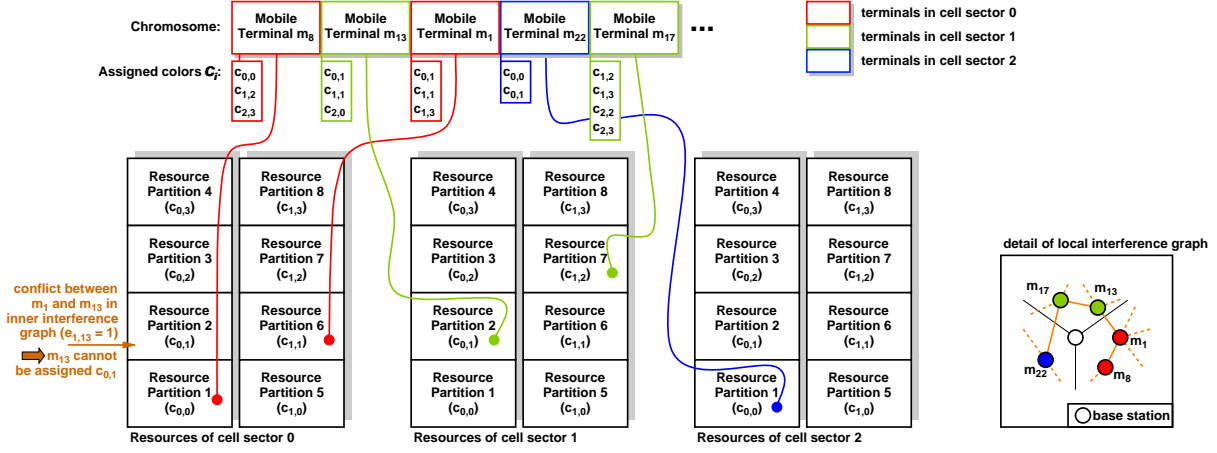 Chromosome:
Mobile
Terminal m8
Mobile
Terminal m13
Mobile
Terminal m1
Mobile
Terminal m22
Mobile
Terminal m17
...
terminals in cell sector 0
terminals in cell sector 1
terminals in cell sector 2
Assigned colors Ci:
c0,0
c1,2
c2,3
c0,1
c1,1
c2,0
c0,1
c1,1
c1,3
c0,0
c0,1
c1,2
c1,3
c2,2
c2,3
Resource
Partition 4
(c0,3)
Resource
Partition 8
(c1,3)
Resource
Partition 3
(c0,2)
Resource
Partition 7
(c1,2)
Resource
Partition 2
(c0,1)
Resource
Partition 6
(c1,1)
Resource
Partition 1
(c0,0)
Resource
Partition 5
(c1,0)
Resources of cell sector 0
conflict between
m1 and m13 in
inner interference
graph (e1,13 = 1)
m13 cannot
be assigned c0,1
Resource
Partition 4
(c0,3)
Resource
Partition 8
(c1,3)
Resource
Partition 3
(c0,2)
Resource
Partition 7
(c1,2)
Resource
Partition 2
(c0,1)
Resource
Partition 6
(c1,1)
Resource
Partition 1
(c0,0)
Resource
Partition 5
(c1,0)
Resources of cell sector 1
Resource
Partition 4
(c0,3)
Resource
Partition 8
(c1,3)
Resource
Partition 3
(c0,2)
Resource
Partition 7
(c1,2)
Resource
Partition 2
(c0,1)
Resource
Partition 6
(c1,1)
Resource
Partition 1
(c0,0)
Resource
Partition 5
(c1,0)
Resources of cell sector 2
detail of local interference graph
m17
m13
m1
m22
m8
base station